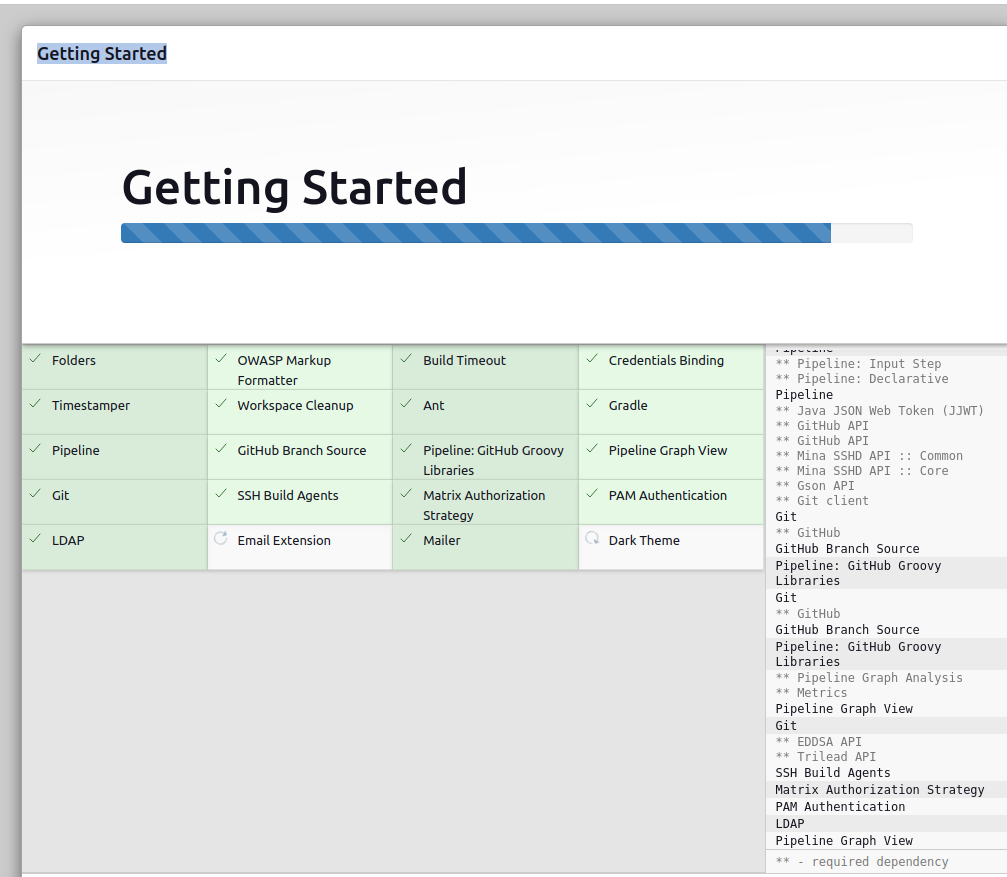 Getting Started
Getting Started
Folders
OWASP Markup
Formatter
Build Timeout
Credentials Binding
Timestamper
Workspace Cleanup
Ant
Gradle
Pipeline
GitHub Branch Source
Pipeline: GitHub Groovy
Libraries
Pipeline Graph View
Git
SSH Build Agents
Matrix Authorization
Strategy
PAM Authentication
LDAP
Email Extension
Mailer
Dark Theme
Pipeline
** Pipeline: Input Step
** Pipeline: Declarative
Pipeline
** Java JSON Web Token (JJWT)
** GitHub API
** GitHub API
** Mina SSHD API :: Common
** Mina SSHD API :: Core
** Gson API
** Git client
Git
** GitHub
GitHub Branch Source
Pipeline: GitHub Groovy
Libraries
Git
** GitHub
GitHub Branch Source
Pipeline: GitHub Groovy
Libraries
** Pipeline Graph Analysis
** Metrics
Pipeline Graph View
Git
** EDDSA API
** Trilead API
SSH Build Agents
Matrix Authorization Strategy
PAM Authentication
LDAP
Pipeline Graph View
** - required dependency